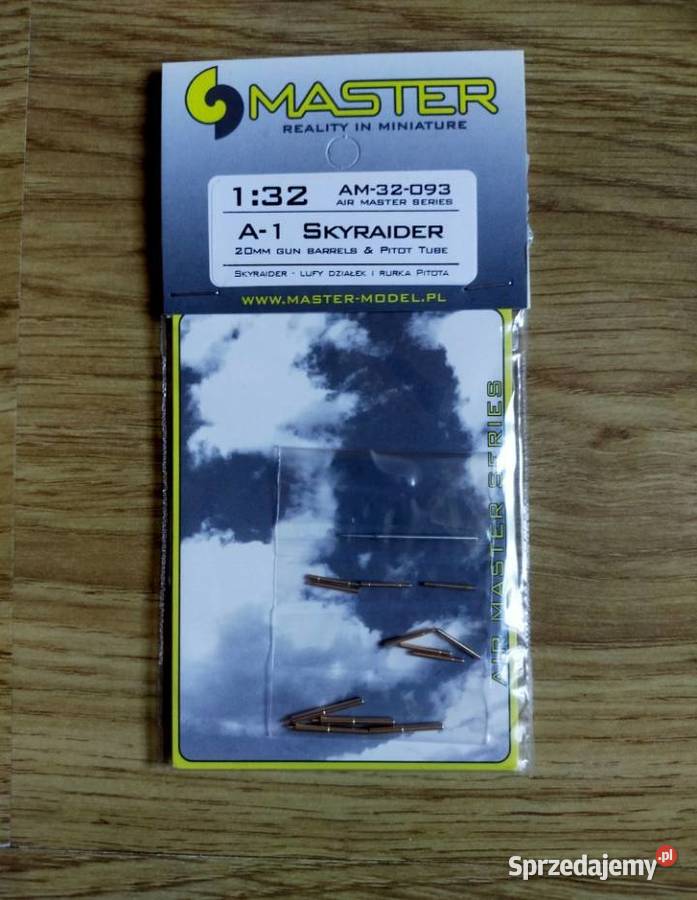 MASTER
REALITY IN MINIATURE
1:32
AM-32-093
AIR MASTER SERIES
A-1 SKYRAIDER
20MM GUN BARRELS & PITOT TUBE
SKYRAIDER - LUFY DZIAŁEK I RURKA PITOTA
WWW.MASTER-MODEL.PL
AIR MASTER SERIES
Sprzedajemy.pl